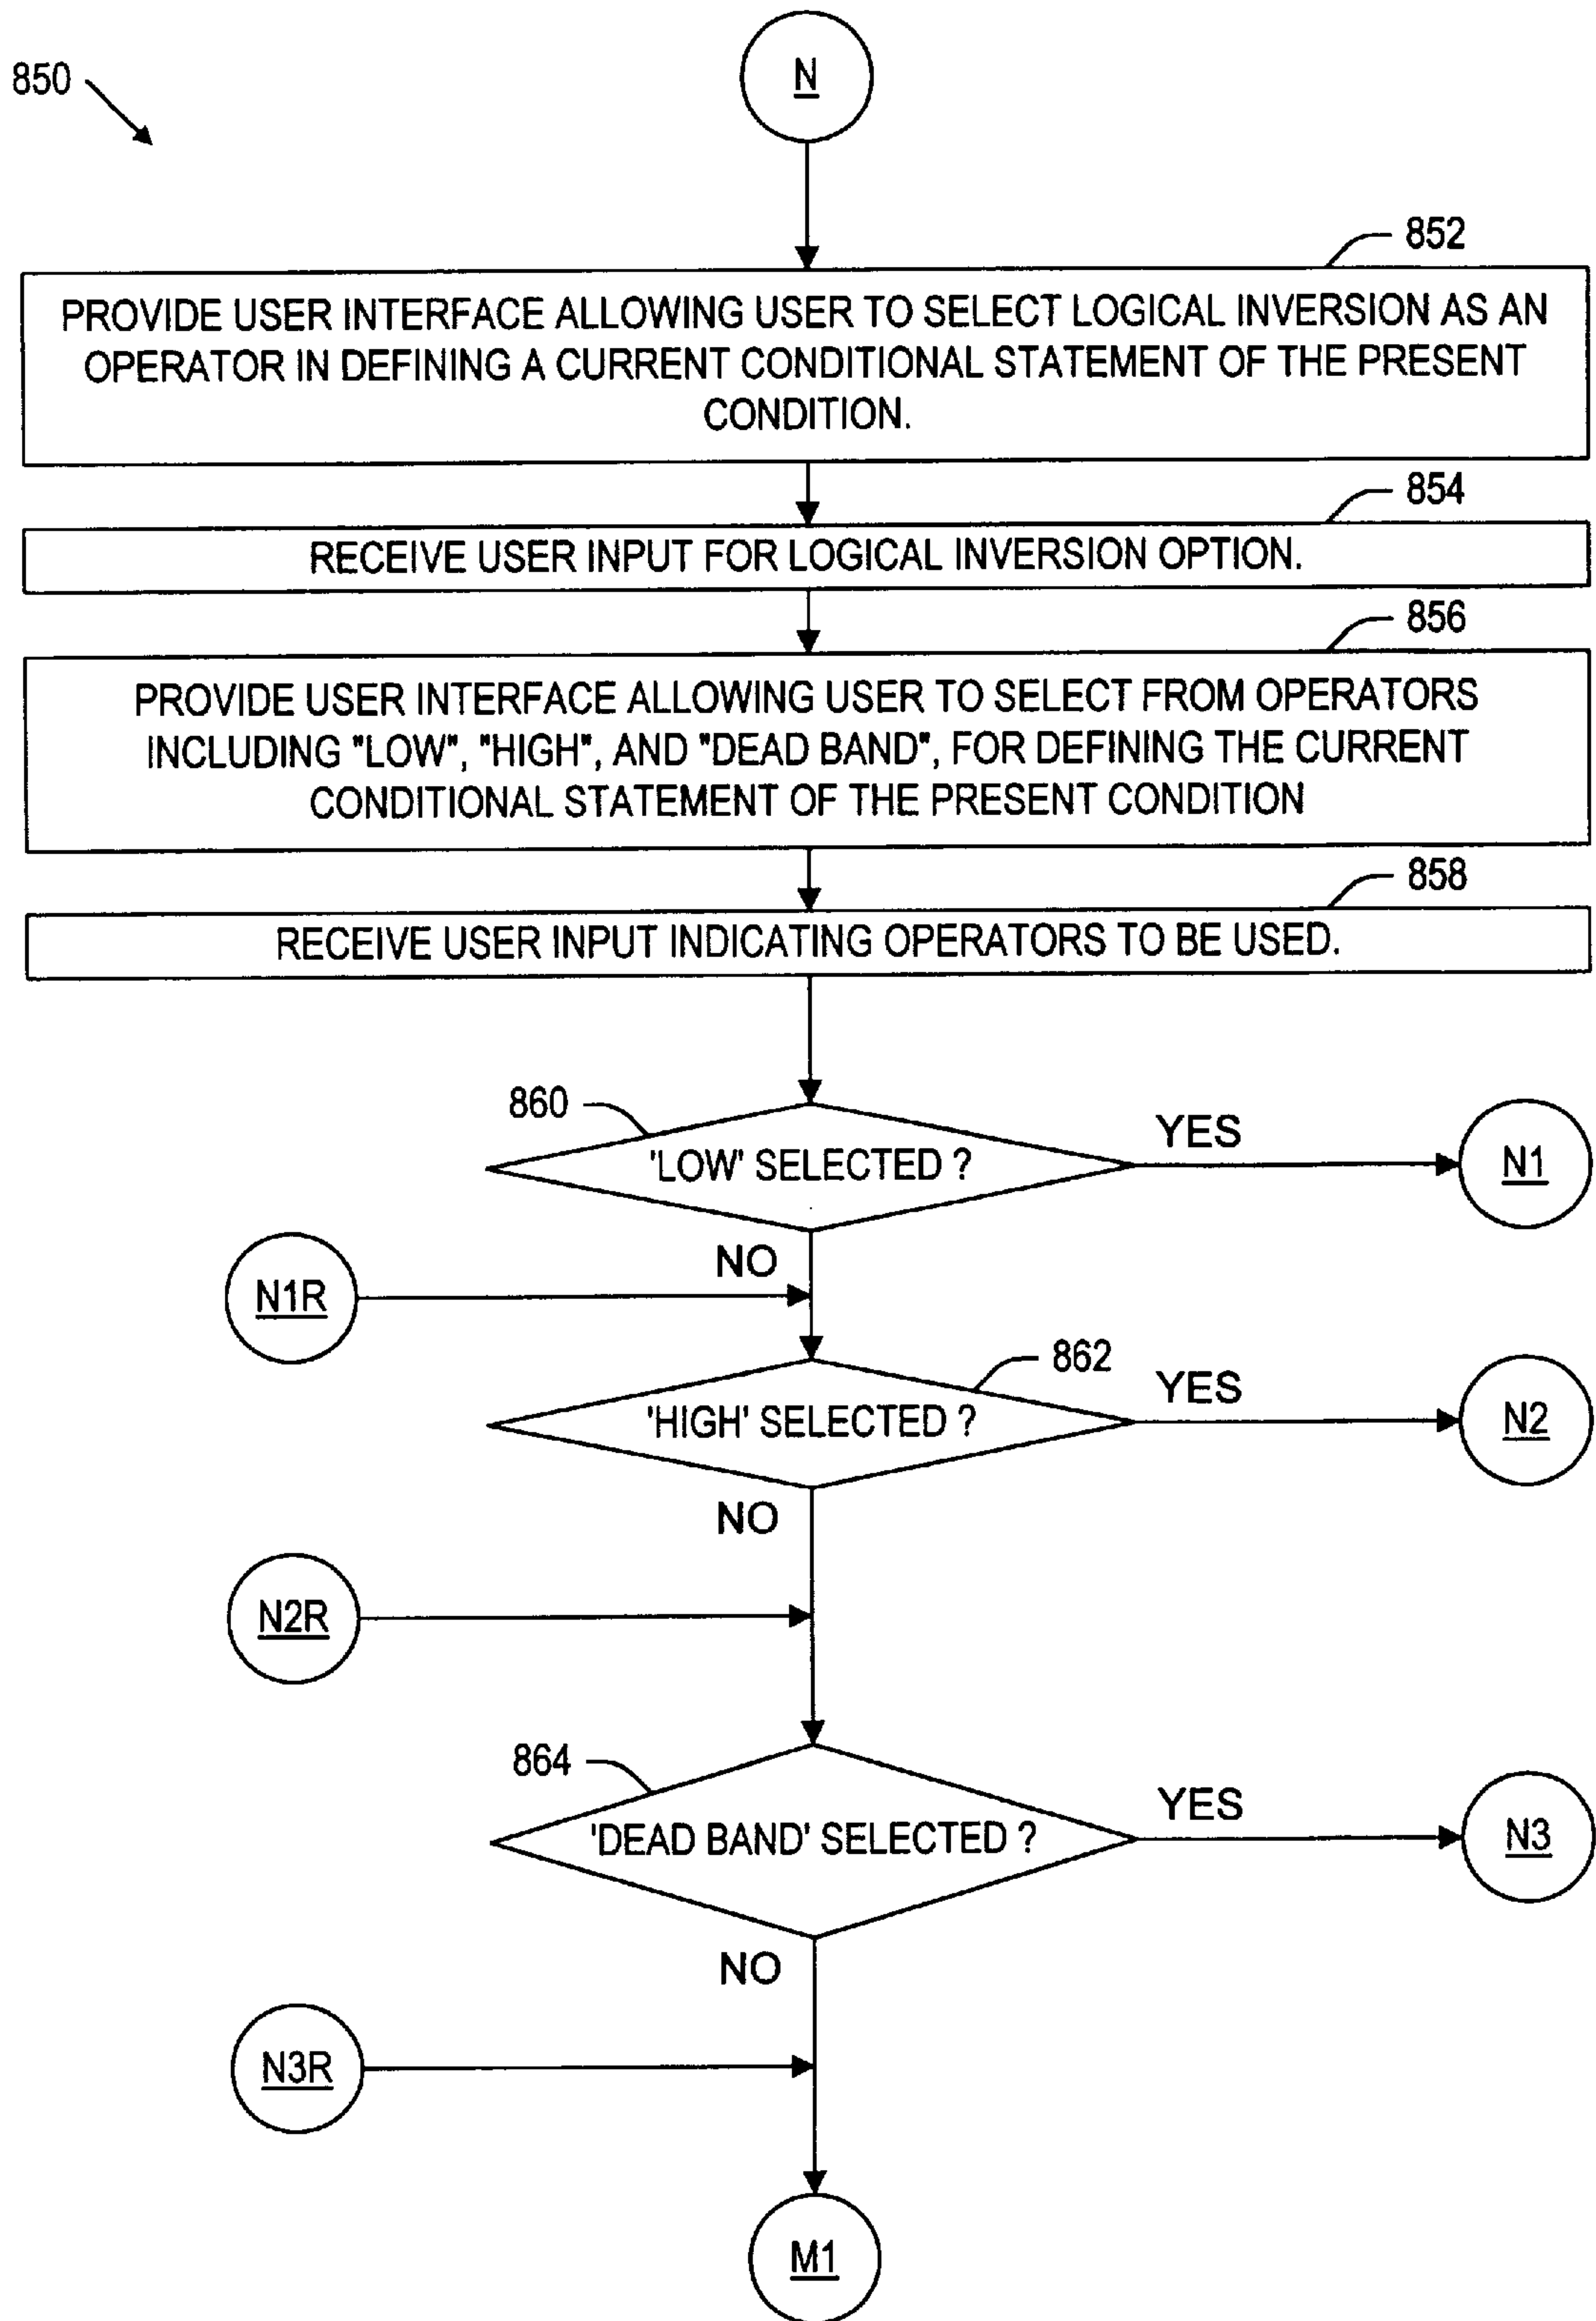 850
N
852
PROVIDE USER INTERFACE ALLOWING USER TO SELECT LOGICAL INVERSION AS AN
OPERATOR IN DEFINING A CURRENT CONDITIONAL STATEMENT OF THE PRESENT
CONDITION.
854
RECEIVE USER INPUT FOR LOGICAL INVERSION OPTION.
856
PROVIDE USER INTERFACE ALLOWING USER TO SELECT FROM OPERATORS
INCLUDING "LOW", "HIGH", AND "DEAD BAND", FOR DEFINING THE CURRENT
CONDITIONAL STATEMENT OF THE PRESENT CONDITION
858
RECEIVE USER INPUT INDICATING OPERATORS TO BE USED.
860
'LOW' SELECTED ?
YES
N1
NO
N1R
862
'HIGH' SELECTED ?
YES
N2
NO
N2R
864
'DEAD BAND' SELECTED ?
YES
N3
NO
N3R
M1